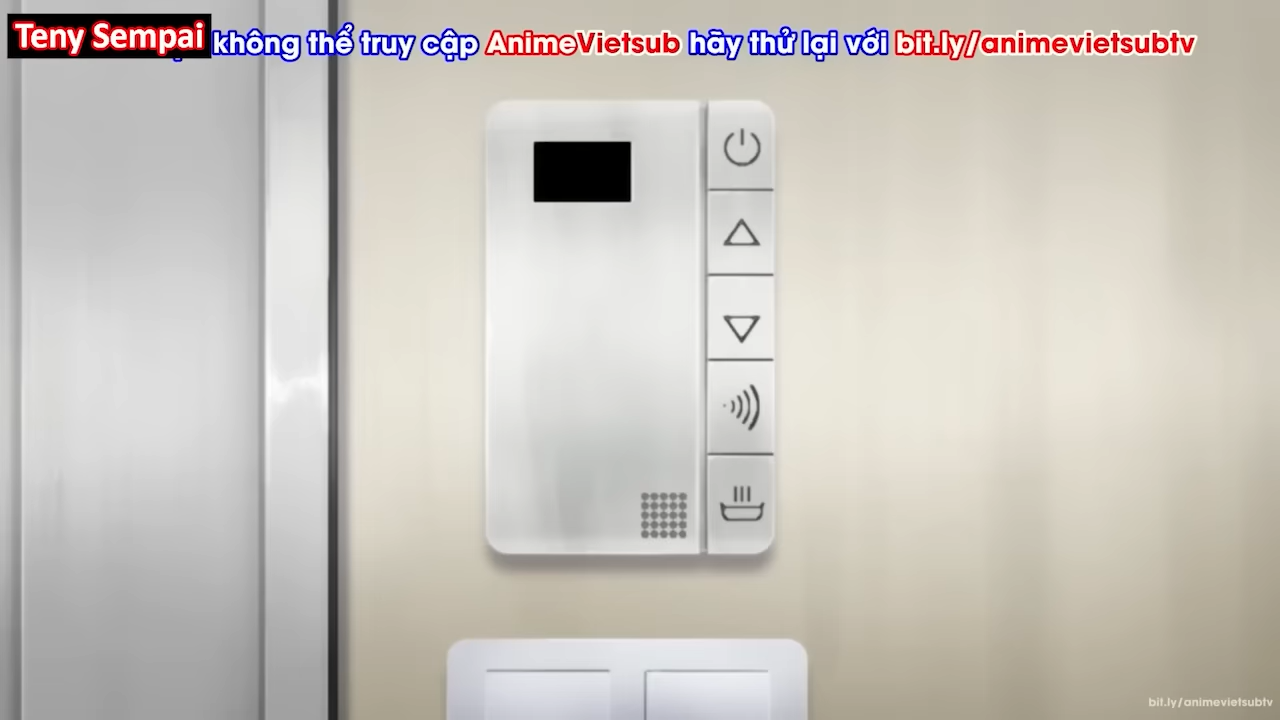 Teny Sempai không thể truy cập AnimeVietsub hãy thử lại với bit.ly/animevietsubtv
bit.ly/animevietsubtv